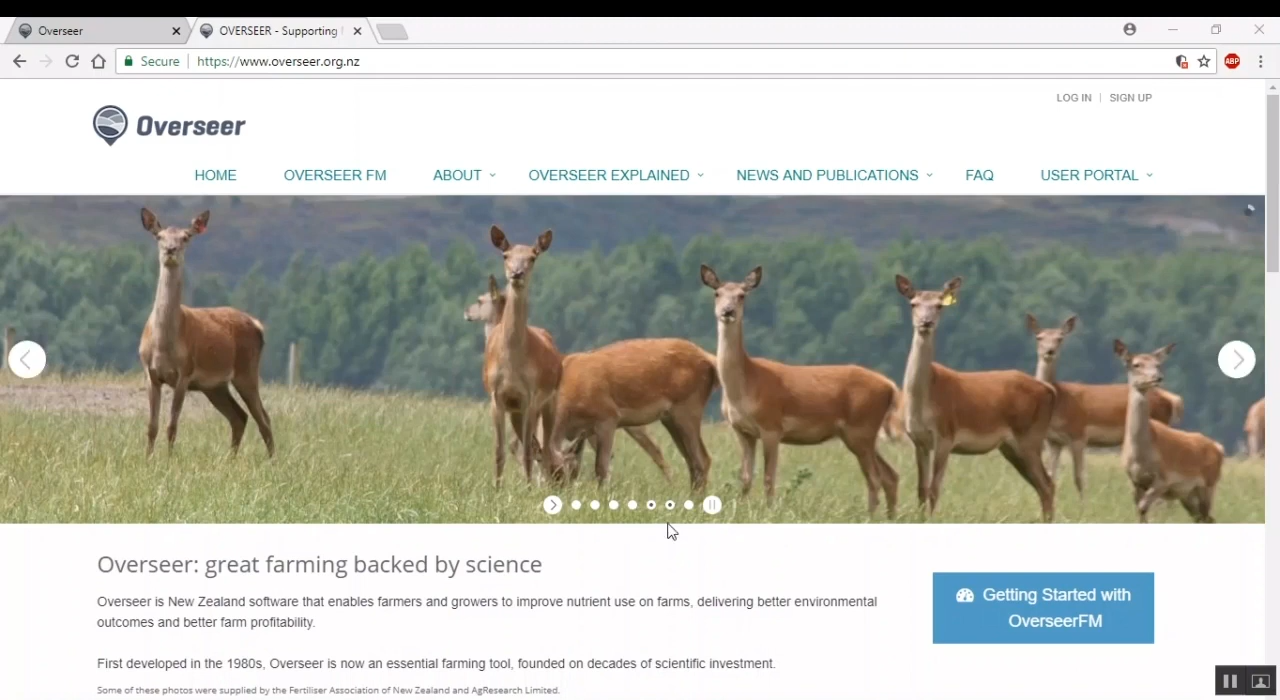 Overseer
OVERSEER - Supporting
Secure
https://www.overseer.org.nz
ABP
LOG IN | SIGN UP
Overseer
HOME
OVERSEER FM
ABOUT
OVERSEER EXPLAINED
NEWS AND PUBLICATIONS
FAQ
USER PORTAL
Overseer: great farming backed by science
Overseer is New Zealand software that enables farmers and growers to improve nutrient use on farms, delivering better environmental
outcomes and better farm profitability.
First developed in the 1980s, Overseer is now an essential farming tool, founded on decades of scientific investment.
Some of these photos were supplied by the Fertiliser Association of New Zealand and AgResearch Limited.
Getting Started with
OverseerFM